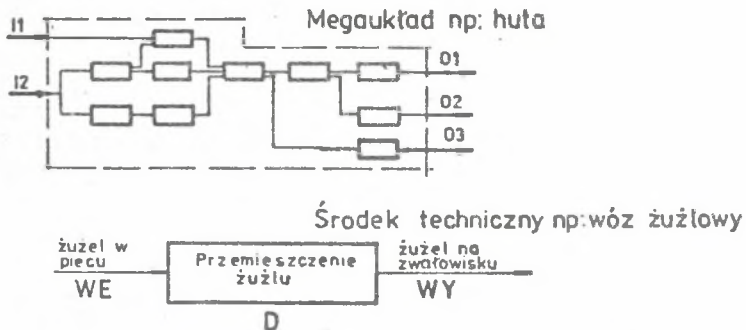 Megaukład np: huta
I1
I2
O1
O2
O3
Środek techniczny np: wóz żużlowy
żużel w
piecu
WE
Przemieszczenie
żużlu
żużel na
zwałowisku
WY
D